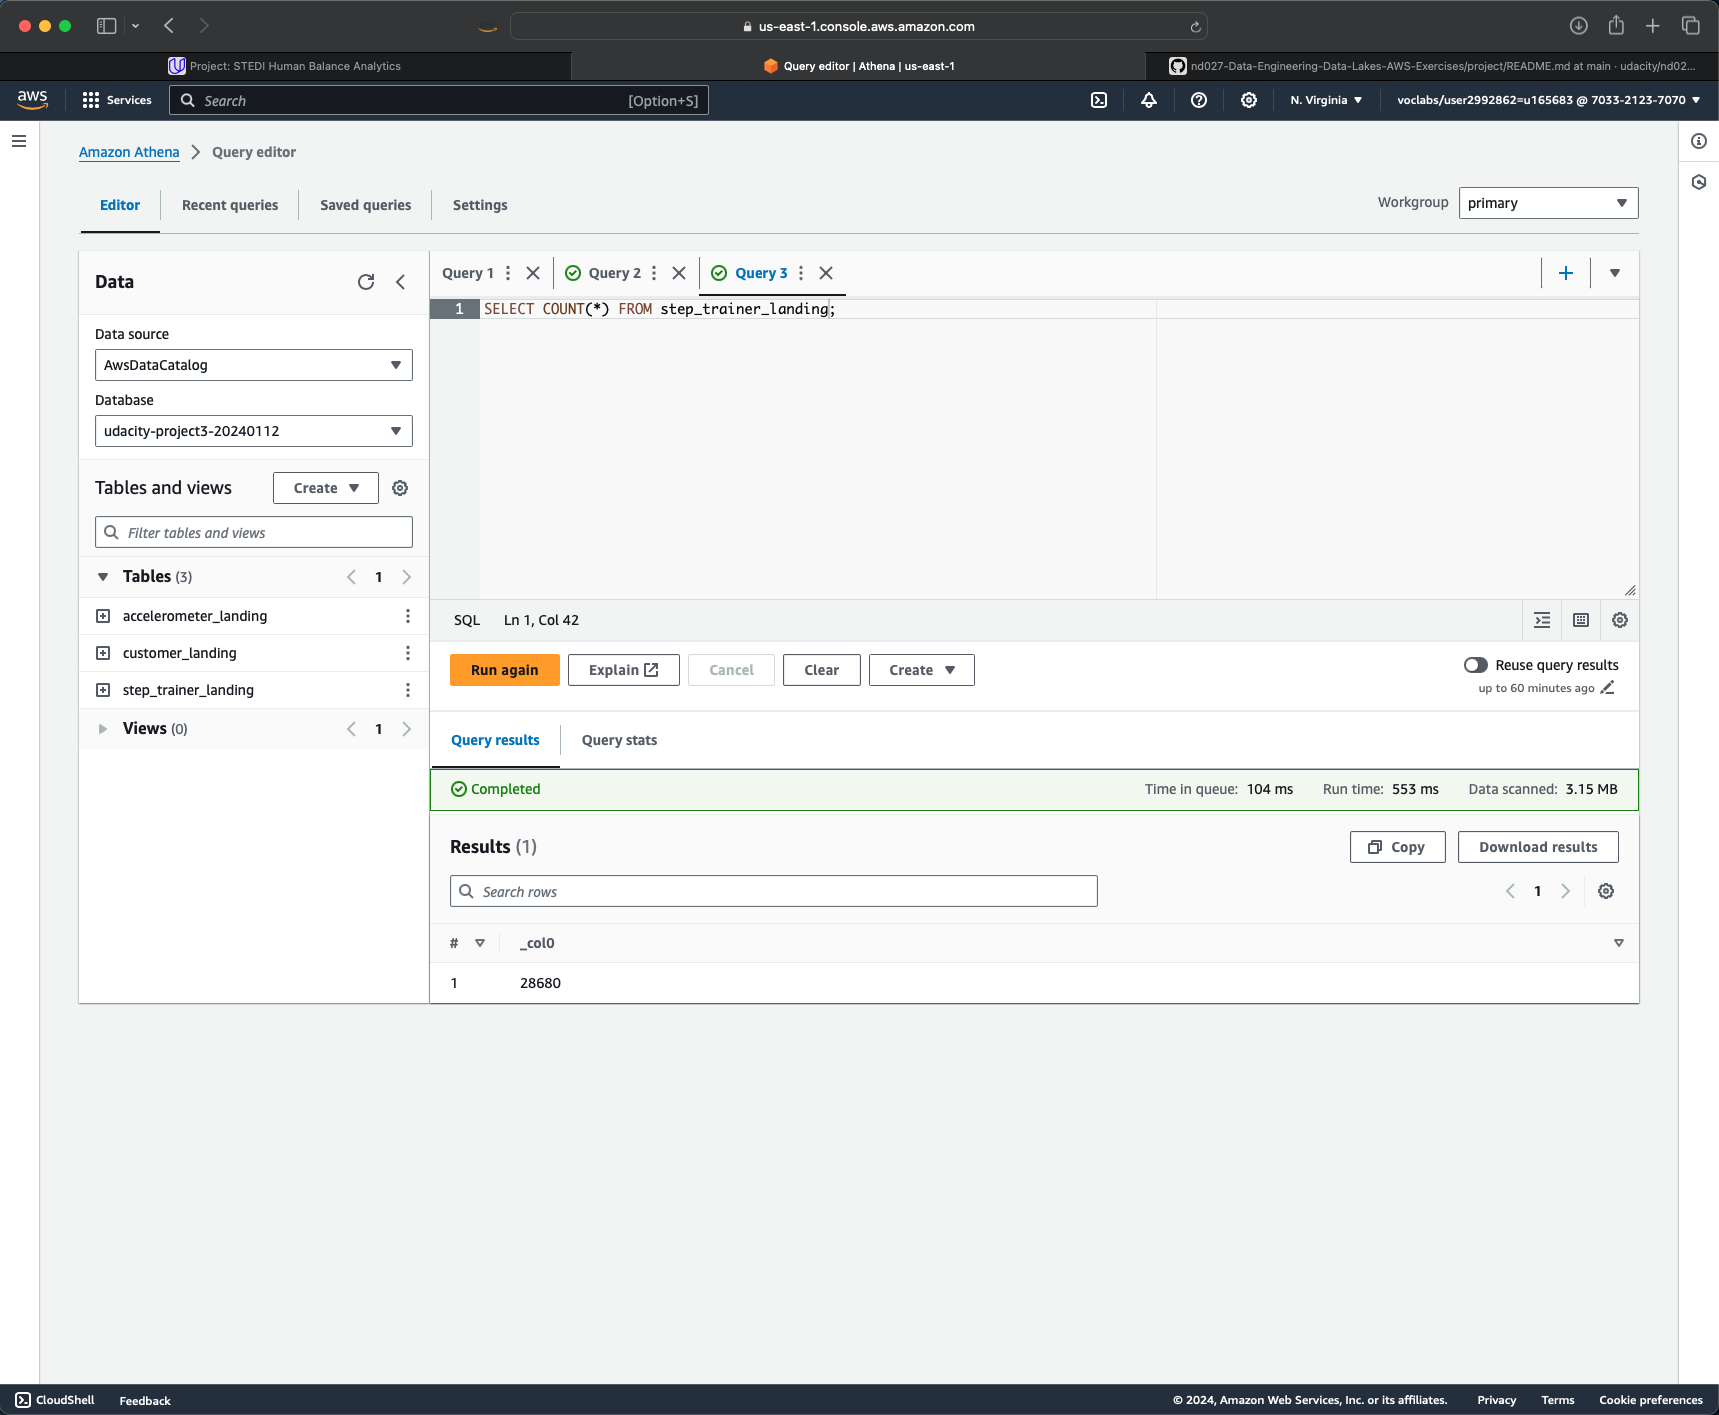 us-east-1.console.aws.amazon.com
Project: STEDI Human Balance Analytics
Query editor | Athena | us-east-1
nd027-Data-Engineering-Data-Lakes-AWS-Exercises/project/README.md at main · udacity/nd02...
aws Services Search [Option+S] N. Virginia voclabs/user2992862=u165683 @ 7033-2123-7070
Amazon Athena Query editor
Editor Recent queries Saved queries Settings
Workgroup primary
Data
Data source
AwsDataCatalog
Database
udacity-project3-20240112
Tables and views Create
Filter tables and views
Tables (3) 1
accelerometer_landing
customer_landing
step_trainer_landing
Views (0) 1
Query 1 Query 2 Query 3
1 SELECT COUNT(*) FROM step_trainer_landing;
SQL Ln 1, Col 42
Run again Explain Cancel Clear Create
Reuse query results
up to 60 minutes ago
Query results Query stats
Completed Time in queue: 104 ms Run time: 553 ms Data scanned: 3.15 MB
Results (1) Copy Download results
Search rows 1
# _col0
1 28680
CloudShell Feedback © 2024, Amazon Web Services, Inc. or its affiliates. Privacy Terms Cookie preferences